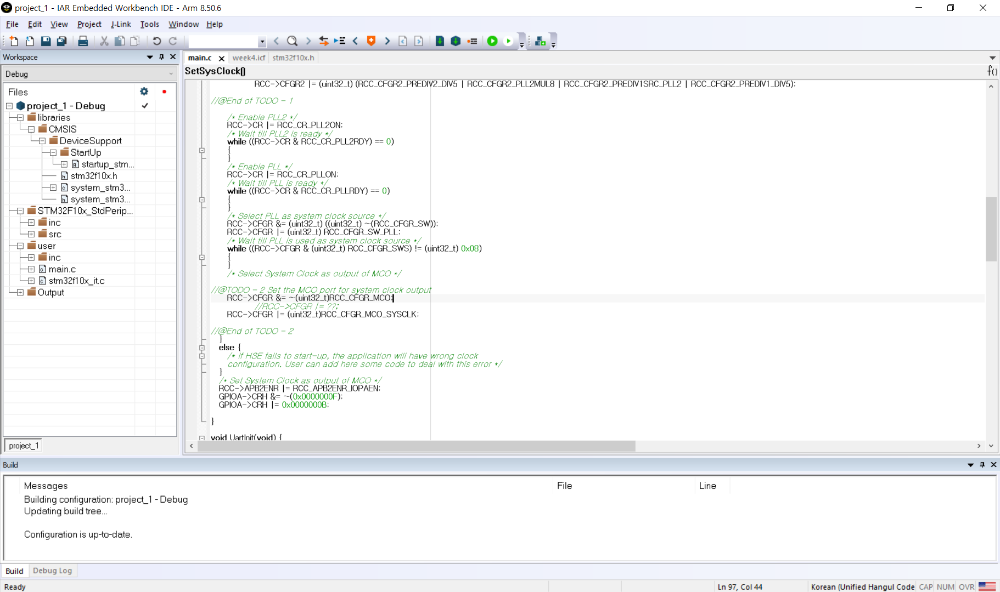 project_1 - IAR Embedded Workbench IDE - Arm 8.50.6
File Edit View Project J-Link Tools Window Help
Workspace
Debug
Files
project_1 - Debug
libraries
CMSIS
DeviceSupport
StartUp
startup_stm...
stm32f10x.h
system_stm3...
system_stm3...
STM32F10x_StdPerip...
inc
src
user
inc
main.c
stm32f10x_it.c
Output
project_1
main.c week4.icf stm32f10x.h
SetSysClock()
f()
RCC->CFGR2 |= (uint32_t) (RCC_CFGR2_PREDIV2_DIV5 | RCC_CFGR2_PLL2MUL8 | RCC_CFGR2_PREDIV1SRC_PLL2 | RCC_CFGR2_PREDIV1_DIV5);
//@End of TODO - 1
/* Enable PLL2 */
RCC->CR |= RCC_CR_PLL2ON;
/* Wait till PLL2 is ready */
while ((RCC->CR & RCC_CR_PLL2RDY) == 0)
{
}
/* Enable PLL */
RCC->CR |= RCC_CR_PLLON;
/* Wait till PLL is ready */
while ((RCC->CR & RCC_CR_PLLRDY) == 0)
{
}
/* Select PLL as system clock source */
RCC->CFGR &= (uint32_t) ((uint32_t) ~(RCC_CFGR_SW));
RCC->CFGR |= (uint32_t) RCC_CFGR_SW_PLL;
/* Wait till PLL is used as system clock source */
while ((RCC->CFGR & (uint32_t) RCC_CFGR_SWS) != (uint32_t) 0x08)
{
}
/* Select System Clock as output of MCO */
//@TODO - 2 Set the MCO port for system clock output
RCC->CFGR &= ~(uint32_t)RCC_CFGR_MCO;
//RCC->CFGR |= ??;
RCC->CFGR |= (uint32_t)RCC_CFGR_MCO_SYSCLK;
//@End of TODO - 2
}
else {
/* If HSE fails to start-up, the application will have wrong clock
configuration. User can add here some code to deal with this error */
}
/* Set System Clock as output of MCO */
RCC->APB2ENR |= RCC_APB2ENR_IOPAEN;
GPIOA->CRH &= ~(0x0000000F);
GPIOA->CRH |= 0x0000000B;
}
void UartInit(void) {
Build
Messages File Line
Building configuration: project_1 - Debug
Updating build tree...
Configuration is up-to-date.
Build Debug Log
Ready Ln 97, Col 44 Korean (Unified Hangul Code CAP NUM OVR